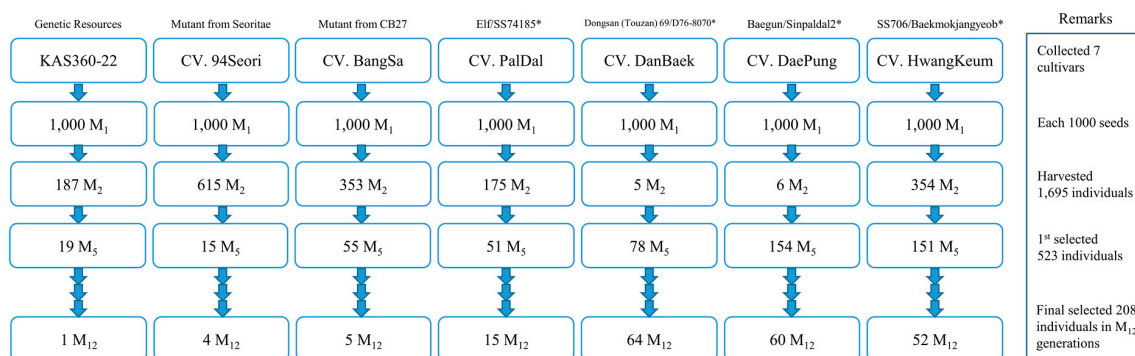 Genetic Resources Mutant from Seoritae Mutant from CB27 Elf/SS74185* Dongsan (Touzan) 69/D76-8070* Baegun/Sinpaldal2* SS706/Baekmokjangyeob* Remarks
KAS360-22 CV. 94Seori CV. BangSa CV. PalDal CV. DanBaek CV. DaePung CV. HwangKeum
Collected 7
cultivars
1,000 M1 1,000 M1 1,000 M1 1,000 M1 1,000 M1 1,000 M1 1,000 M1 Each 1000 seeds
187 M2 615 M2 353 M2 175 M2 5 M2 6 M2 354 M2
Harvested
1,695 individuals
19 M5 15 M5 55 M5 51 M5 78 M5 154 M5 151 M5
1st selected
523 individuals
1 M12 4 M12 5 M12 15 M12 64 M12 60 M12 52 M12
Final selected 208
individuals in M12
generations